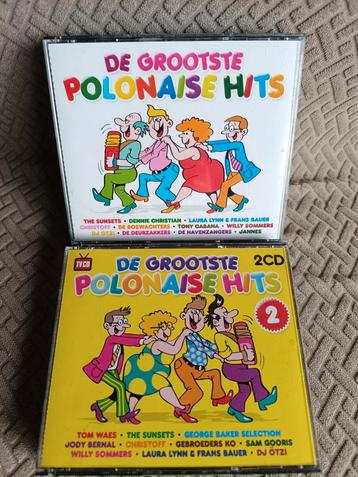 DE GROOTSTE
POLONAISE HITS
THE SUNSETS • DENNIE CHRISTIAN • LAURA LYNN & FRANS BAUER
CHRISTOFF • DE BOSWACHTERS • TONY CABANA • WILLY SOMMERS
DJ ÖTZI • DE DEURZAKKERS • DE HAVENZANGERS • JANNES
TVCD
DE GROOTSTE
2CD
POLONAISE HITS
2
TOM WAES • THE SUNSETS • GEORGE BAKER SELECTION
JODY BERNAL • CHRISTOFF • GEBROEDERS KO • SAM GOORIS
WILLY SOMMERS • LAURA LYNN & FRANS BAUER • DJ ÖTZI